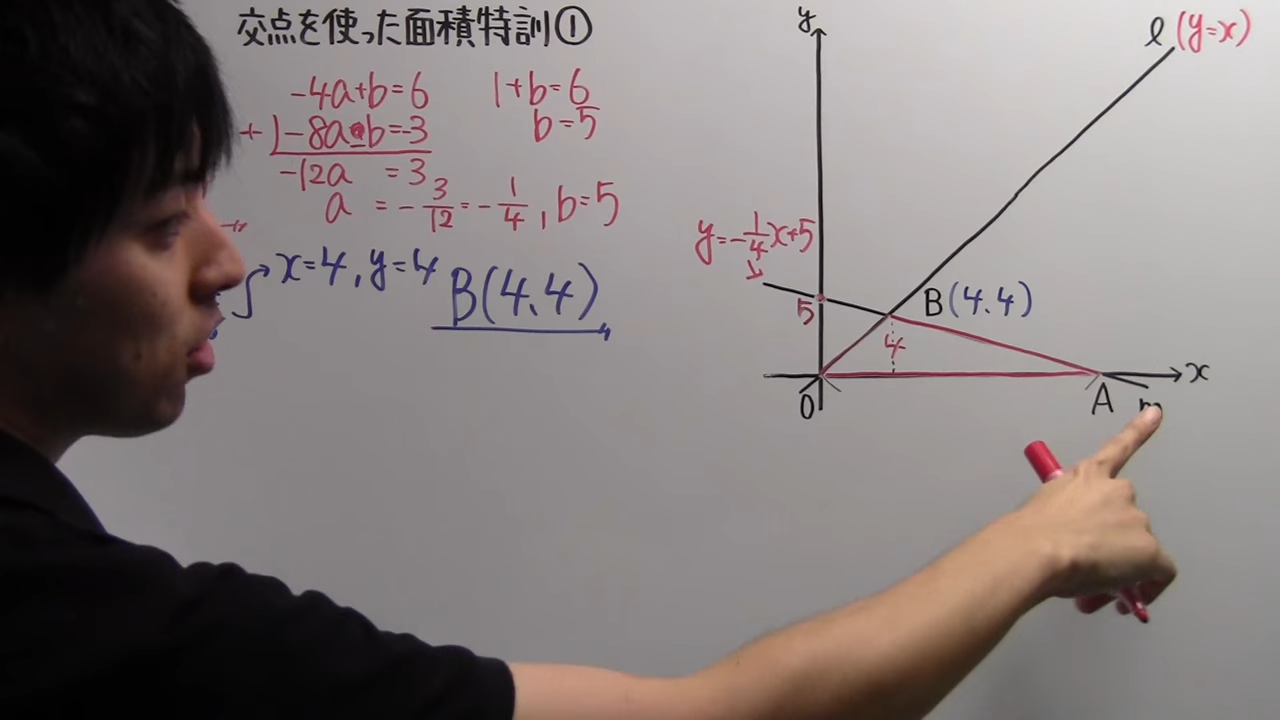 交点を使った面積特訓①
-4a+b=6
+) -8a-b=-3
-12a =3
a = -3/12 = -1/4 , b=5
1+b=6
b=5
x=4, y=4
B(4.4)
y
ℓ (y=x)
y=-1/4x+5
5
B(4.4)
4
x
O
A